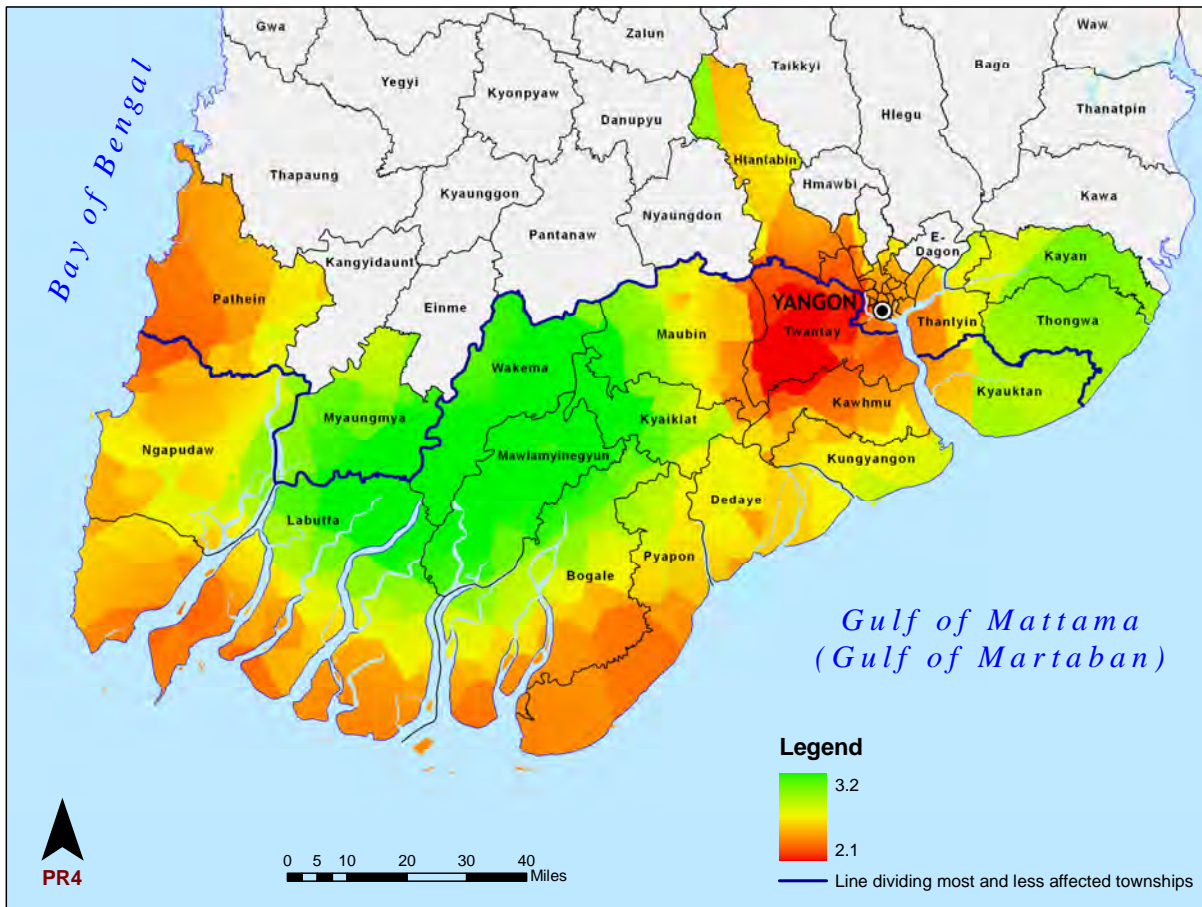 Gwa
Zalun
Waw
Yegyi
Kyonpyaw
Taikkyi
Bago
Danupyu
Hlegu
Thanatpin
Bay of Bengal
Htantabin
Thapaung
Kyaunggon
Hmawbi
Kawa
Nyaungdon
Pantanaw
E-
Dagon
Kangyidaunt
Kayan
Einme
Pathein
YANGON
Twantay
Thanlyin
Thongwa
Maubin
Wakema
Kyauktan
Kawhmu
Myaungmya
Kyaiklat
Ngapudaw
Mawlamyinegyun
Kungyangon
Dedaye
Labutta
Pyapon
Bogale
Gulf of Mattama
(Gulf of Martaban)
Legend
3.2
2.1
Line dividing most and less affected townships
PR4
0 5 10 20 30 40
Miles